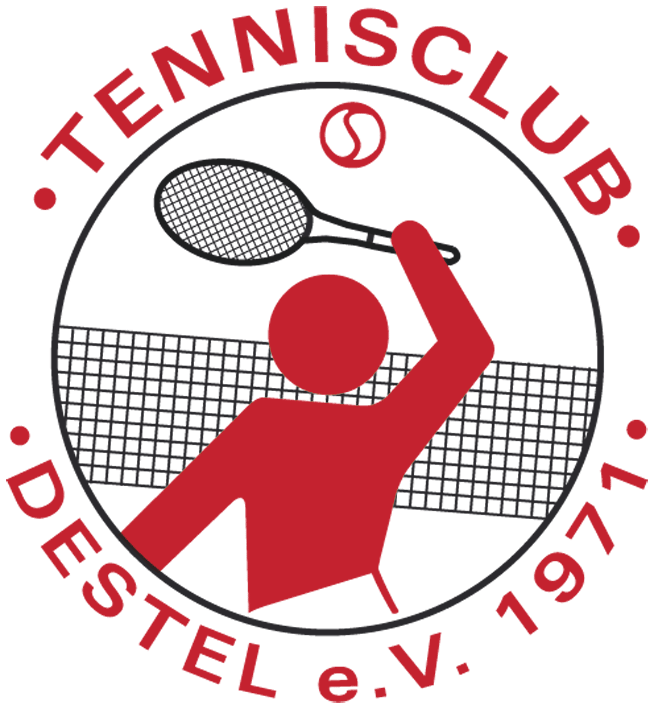 • TENNISCLUB •
• DESTEL e.V. 1971 •